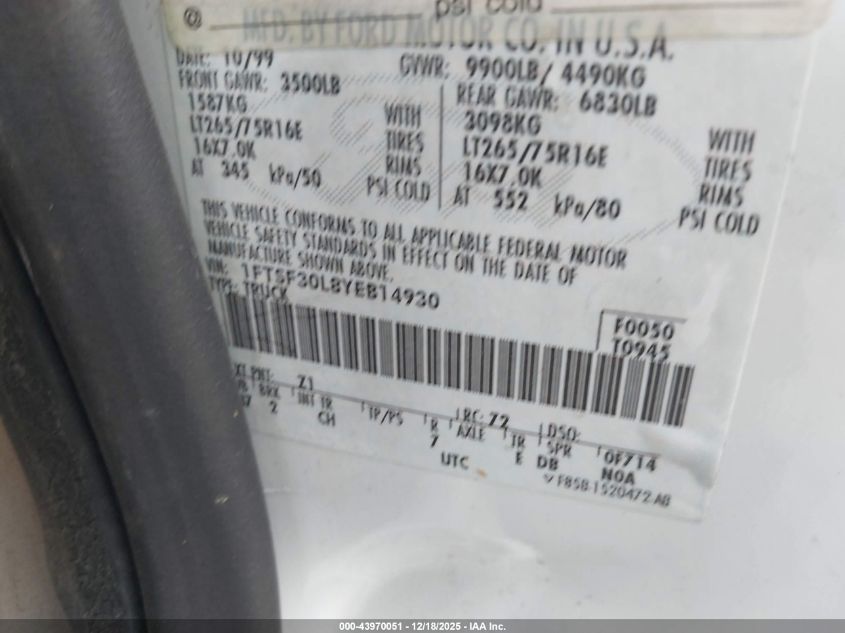 psi cold
MFD. BY FORD MOTOR CO. IN U.S.A.
DATE: 10/99 GVWR: 9900LB/ 4490KG
FRONT GAWR: 3500LB REAR GAWR: 6830LB
1587KG WITH 3098KG WITH
LT265/75R16E TIRES LT265/75R16E TIRES
16X7.0K RIMS 16X7.0K RIMS
AT 345 kPa/50 PSI COLD AT 552 kPa/80 PSI COLD
THIS VEHICLE CONFORMS TO ALL APPLICABLE FEDERAL MOTOR
VEHICLE SAFETY STANDARDS IN EFFECT ON THE DATE OF
MANUFACTURE SHOWN ABOVE.
VIN: 1FTSF30L8YEB14930
TYPE: TRUCK
F0050
T0945
PNT: Z1 RC: 72 DSO:
BRK INT TR TP/PS R AXLE TR SPR 0F714
2 CH 7 E DB N0A
UTC
F85B-1520472-AB
000-43970051 - 12/18/2025 - IAA Inc.